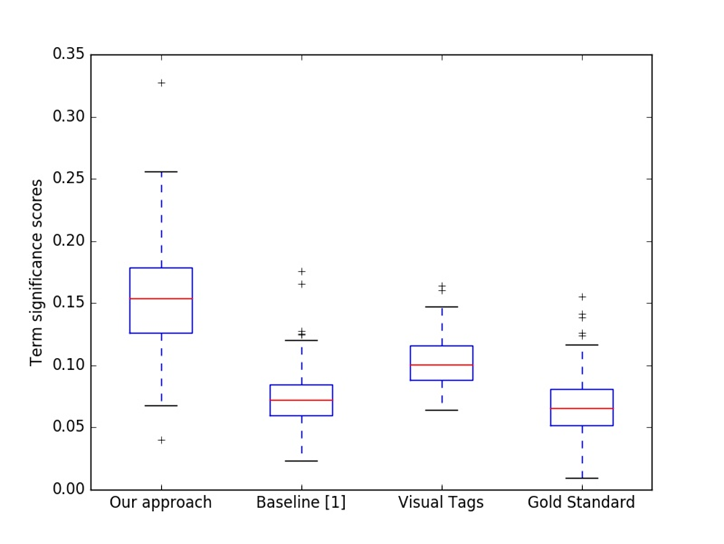 0.35
0.30
0.25
0.20
0.15
0.10
0.05
0.00
Term significance scores
Our approach
Baseline [1]
Visual Tags
Gold Standard